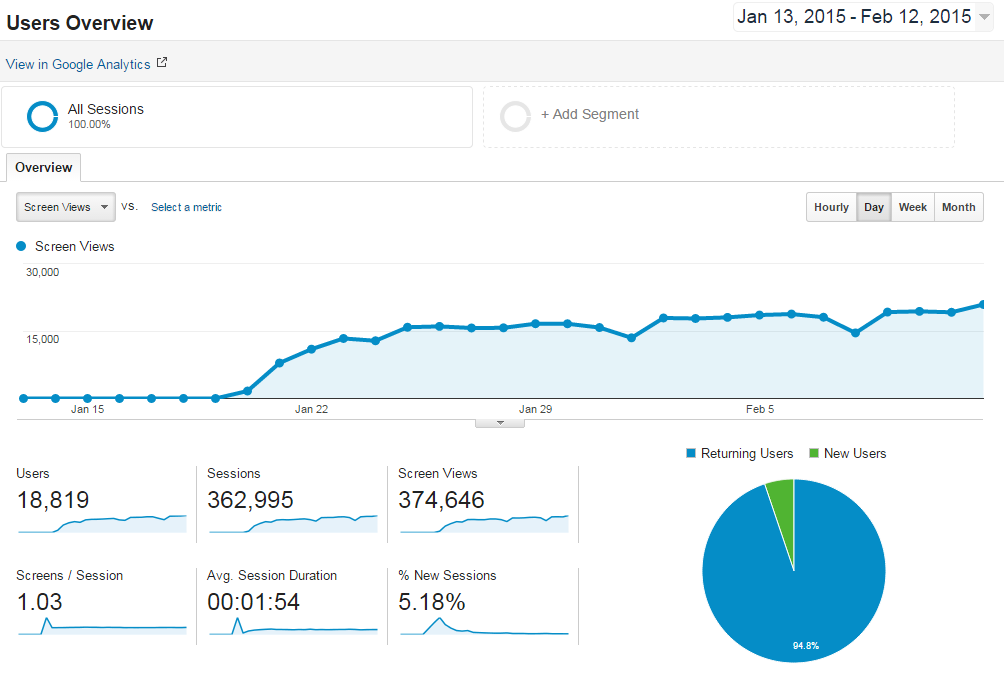 Users Overview
Jan 13, 2015 - Feb 12, 2015
View in Google Analytics
All Sessions
100.00%
+ Add Segment
Overview
Screen Views
VS.
Select a metric
Hourly
Day
Week
Month
Screen Views
30,000
15,000
Jan 15
Jan 22
Jan 29
Feb 5
Returning Users
New Users
Users
18,819
Sessions
362,995
Screen Views
374,646
Screens / Session
1.03
Avg. Session Duration
00:01:54
% New Sessions
5.18%
94.8%